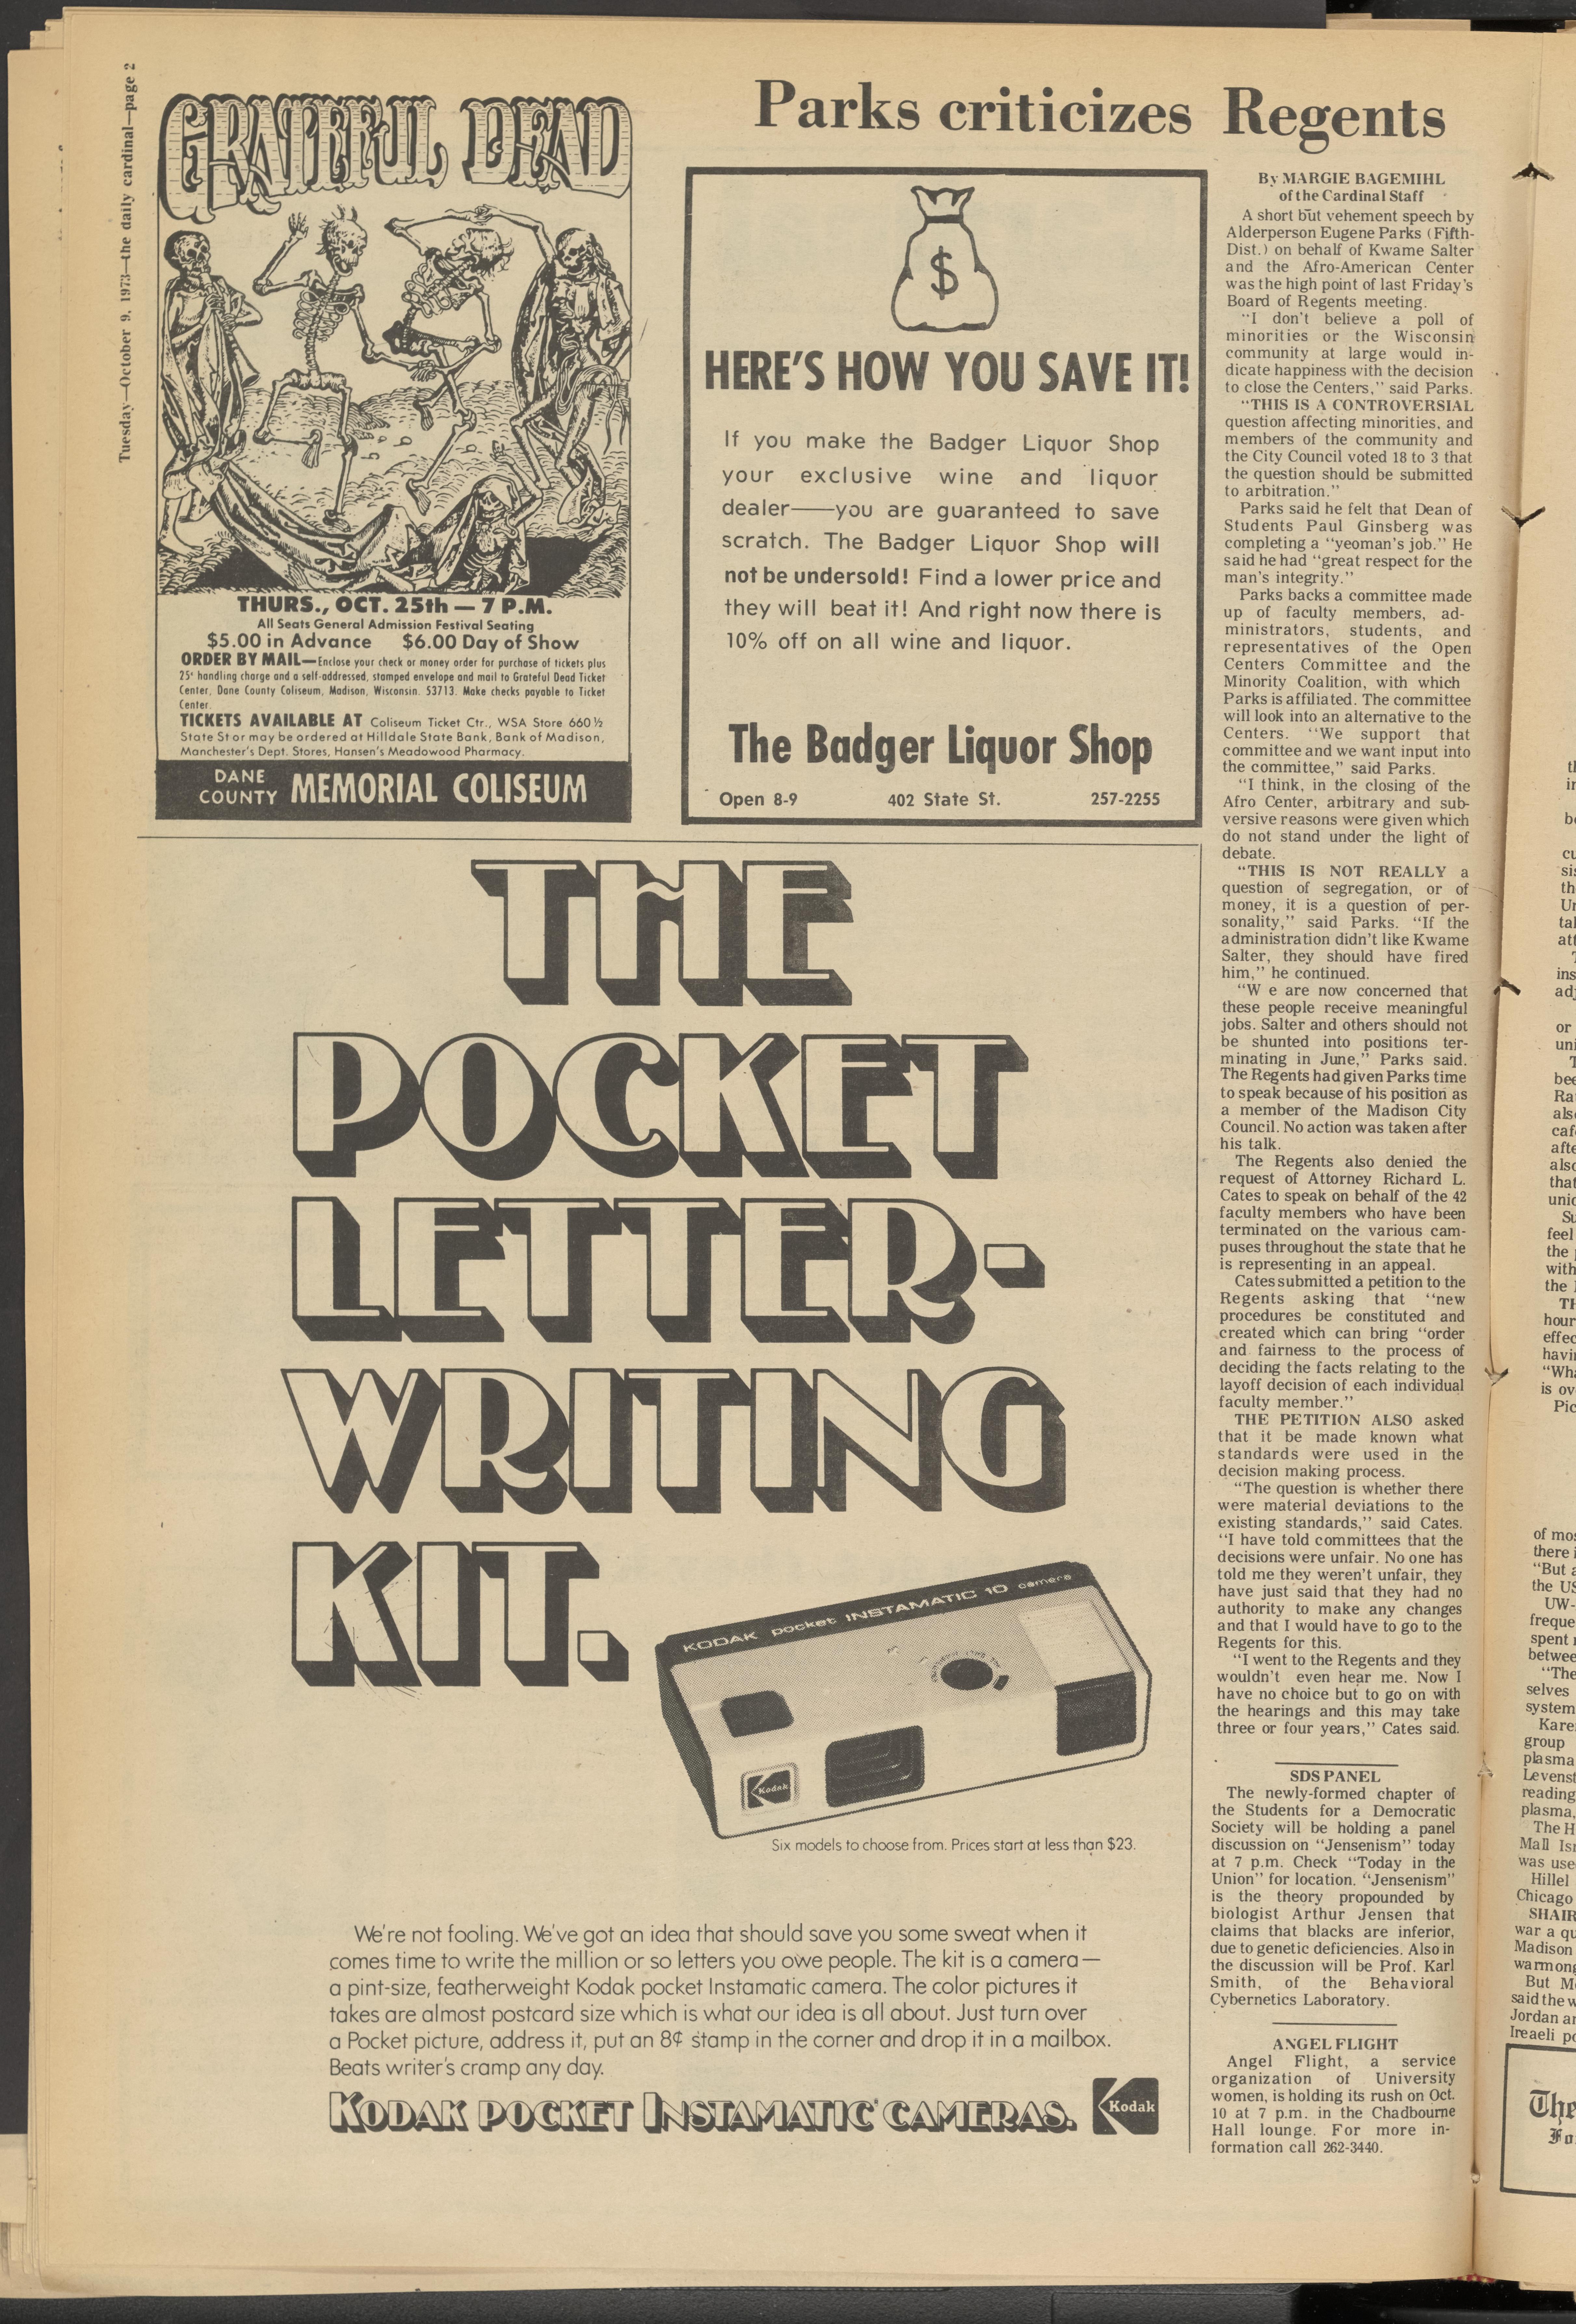 Tuesday—October 9, 1973—the daily cardinal—page 2
GRATEFUL DEAD
THURS., OCT. 25th — 7 P.M.
All Seats General Admission Festival Seating
$5.00 in Advance $6.00 Day of Show
ORDER BY MAIL—Enclose your check or money order for purchase of tickets plus
25¢ handling charge and a self-addressed, stamped envelope and mail to Grateful Dead Ticket
Center, Dane County Coliseum, Madison, Wisconsin. 53713. Make checks payable to Ticket
Center.
TICKETS AVAILABLE AT Coliseum Ticket Ctr., WSA Store 660 ½
State St or may be ordered at Hilldale State Bank, Bank of Madison,
Manchester's Dept. Stores, Hansen's Meadowood Pharmacy.
DANE
COUNTY MEMORIAL COLISEUM
Parks criticizes Regents
$
HERE'S HOW YOU SAVE IT!
If you make the Badger Liquor Shop
your exclusive wine and liquor
dealer——you are guaranteed to save
scratch. The Badger Liquor Shop will
not be undersold! Find a lower price and
they will beat it! And right now there is
10% off on all wine and liquor.
The Badger Liquor Shop
Open 8-9 402 State St. 257-2255
By MARGIE BAGEMIHL
of the Cardinal Staff
A short but vehement speech by
Alderperson Eugene Parks (Fifth-
Dist.) on behalf of Kwame Salter
and the Afro-American Center
was the high point of last Friday's
Board of Regents meeting.
"I don't believe a poll of
minorities or the Wisconsin
community at large would in-
dicate happiness with the decision
to close the Centers," said Parks.
"THIS IS A CONTROVERSIAL
question affecting minorities, and
members of the community and
the City Council voted 18 to 3 that
the question should be submitted
to arbitration."
Parks said he felt that Dean of
Students Paul Ginsberg was
completing a "yeoman's job." He
said he had "great respect for the
man's integrity."
Parks backs a committee made
up of faculty members, ad-
ministrators, students, and
representatives of the Open
Centers Committee and the
Minority Coalition, with which
Parks is affiliated. The committee
will look into an alternative to the
Centers. "We support that
committee and we want input into
the committee," said Parks.
"I think, in the closing of the
Afro Center, arbitrary and sub-
versive reasons were given which
do not stand under the light of
debate.
"THIS IS NOT REALLY a
question of segregation, or of
money, it is a question of per-
sonality," said Parks. "If the
administration didn't like Kwame
Salter, they should have fired
him," he continued.
"W e are now concerned that
these people receive meaningful
jobs. Salter and others should not
be shunted into positions ter-
minating in June," Parks said.
The Regents had given Parks time
to speak because of his position as
a member of the Madison City
Council. No action was taken after
his talk.
The Regents also denied the
request of Attorney Richard L.
Cates to speak on behalf of the 42
faculty members who have been
terminated on the various cam-
puses throughout the state that he
is representing in an appeal.
Cates submitted a petition to the
Regents asking that "new
procedures be constituted and
created which can bring "order
and fairness to the process of
deciding the facts relating to the
layoff decision of each individual
faculty member."
THE PETITION ALSO asked
that it be made known what
standards were used in the
decision making process.
"The question is whether there
were material deviations to the
existing standards," said Cates.
"I have told committees that the
decisions were unfair. No one has
told me they weren't unfair, they
have just said that they had no
authority to make any changes
and that I would have to go to the
Regents for this.
"I went to the Regents and they
wouldn't even hear me. Now I
have no choice but to go on with
the hearings and this may take
three or four years," Cates said.
SDS PANEL
The newly-formed chapter of
the Students for a Democratic
Society will be holding a panel
discussion on "Jensenism" today
at 7 p.m. Check "Today in the
Union" for location. "Jensenism"
is the theory propounded by
biologist Arthur Jensen that
claims that blacks are inferior,
due to genetic deficiencies. Also in
the discussion will be Prof. Karl
Smith, of the Behavioral
Cybernetics Laboratory.
ANGEL FLIGHT
Angel Flight, a service
organization of University
women, is holding its rush on Oct.
10 at 7 p.m. in the Chadbourne
Hall lounge. For more in-
formation call 262-3440.
THE
POCKET
LETTER-
WRITING
KIT.
KODAK pocket INSTAMATIC 10 camera
Kodak
Six models to choose from. Prices start at less than $23.
We're not fooling. We've got an idea that should save you some sweat when it
comes time to write the million or so letters you owe people. The kit is a camera—
a pint-size, featherweight Kodak pocket Instamatic camera. The color pictures it
takes are almost postcard size which is what our idea is all about. Just turn over
a Pocket picture, address it, put an 8¢ stamp in the corner and drop it in a mailbox.
Beats writer's cramp any day.
KODAK POCKET INSTAMATIC CAMERAS.
Kodak